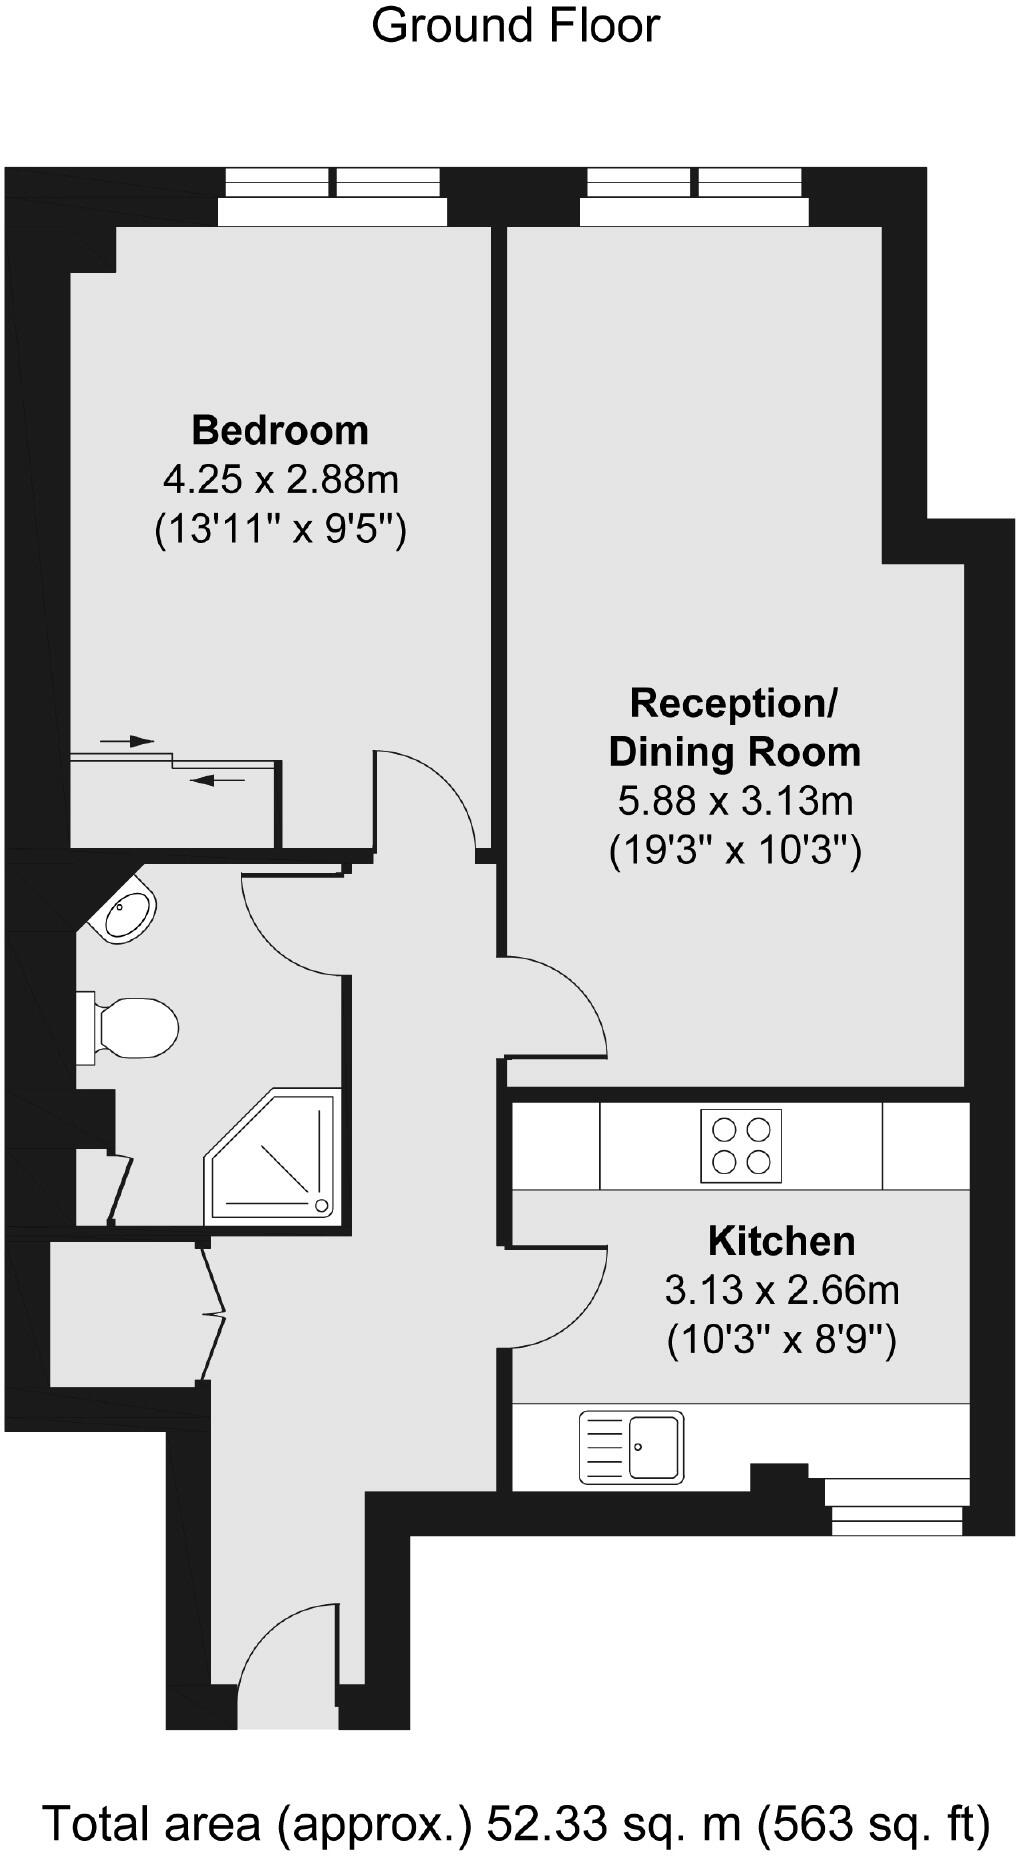 Ground Floor
Bedroom
4.25 x 2.88m
(13'11" x 9'5")
Reception/
Dining Room
5.88 x 3.13m
(19'3" x 10'3")
Kitchen
3.13 x 2.66m
(10'3" x 8'9")
Total area (approx.) 52.33 sq. m (563 sq. ft)